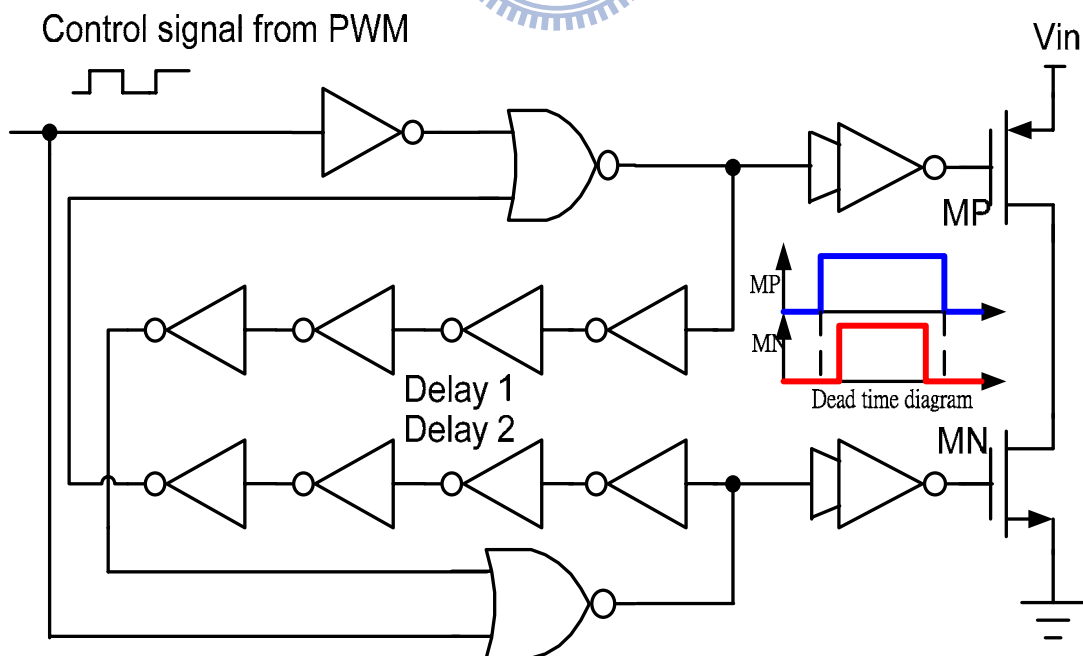 Control signal from PWM
Vin
MP
MP
MN
Dead time diagram
Delay 1
Delay 2
MN